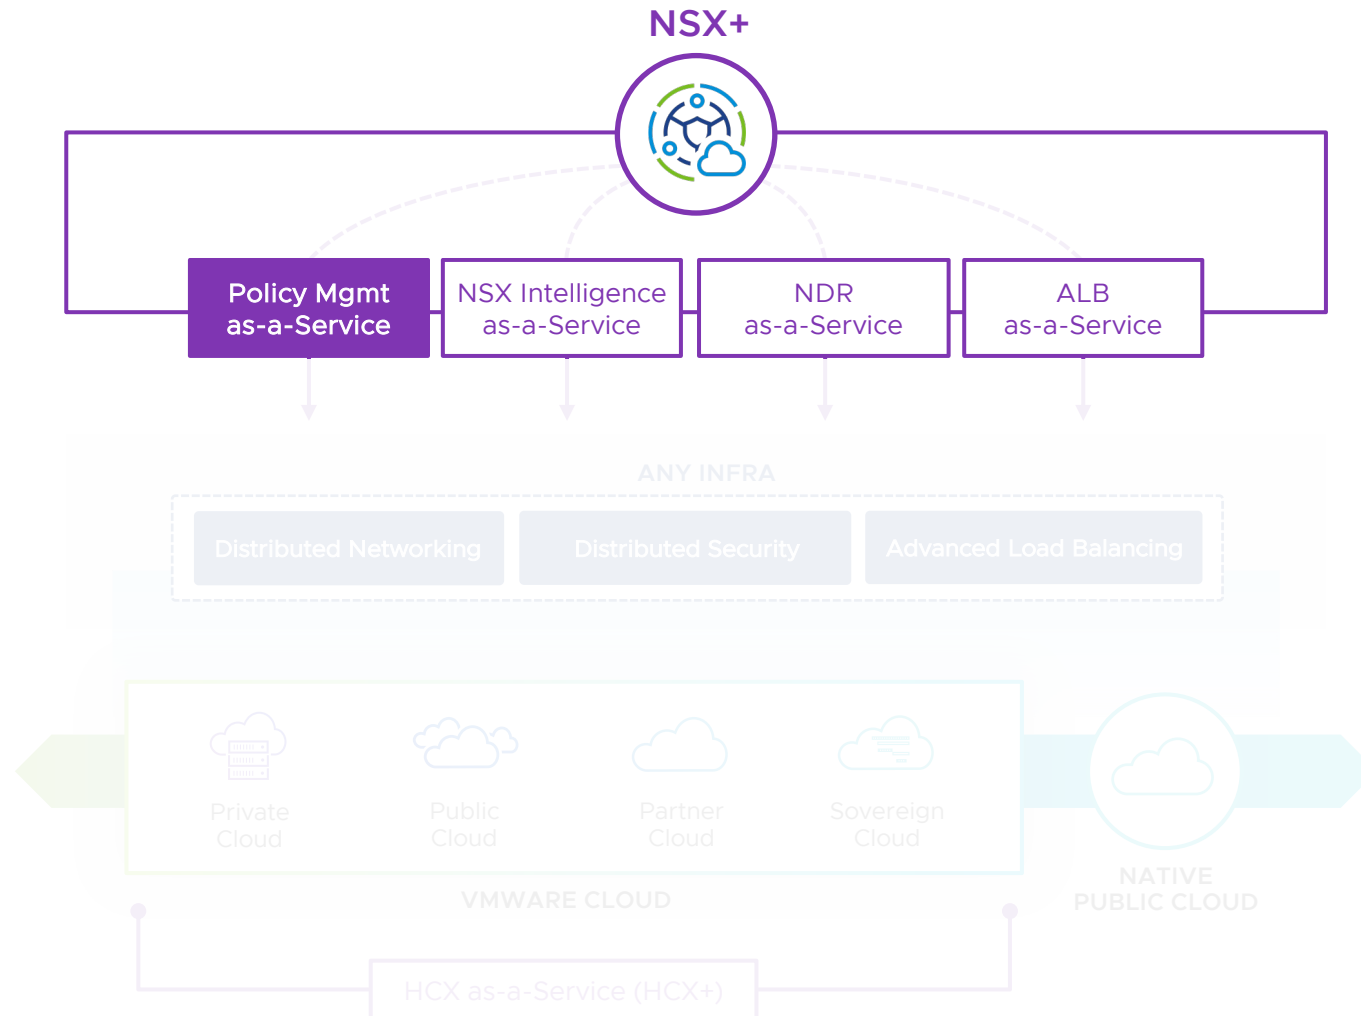 NSX+
Policy Mgmt
as-a-Service
NSX Intelligence
as-a-Service
NDR
as-a-Service
ALB
as-a-Service
ANY INFRA
Distributed Networking
Distributed Security
Advanced Load Balancing
Private
Cloud
Public
Cloud
Partner
Cloud
Sovereign
Cloud
VMWARE CLOUD
NATIVE
PUBLIC CLOUD
HCX as-a-Service (HCX+)